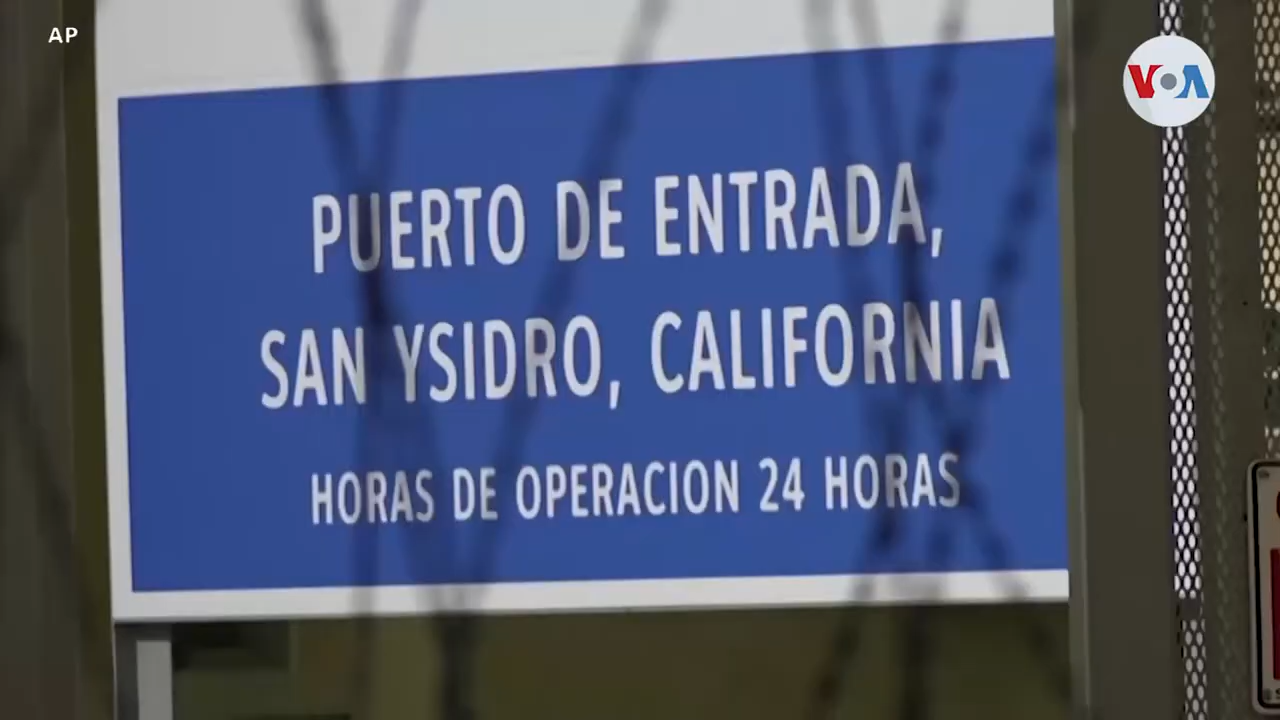 AP
VOA
PUERTO DE ENTRADA,
SAN YSIDRO, CALIFORNIA
HORAS DE OPERACION 24 HORAS